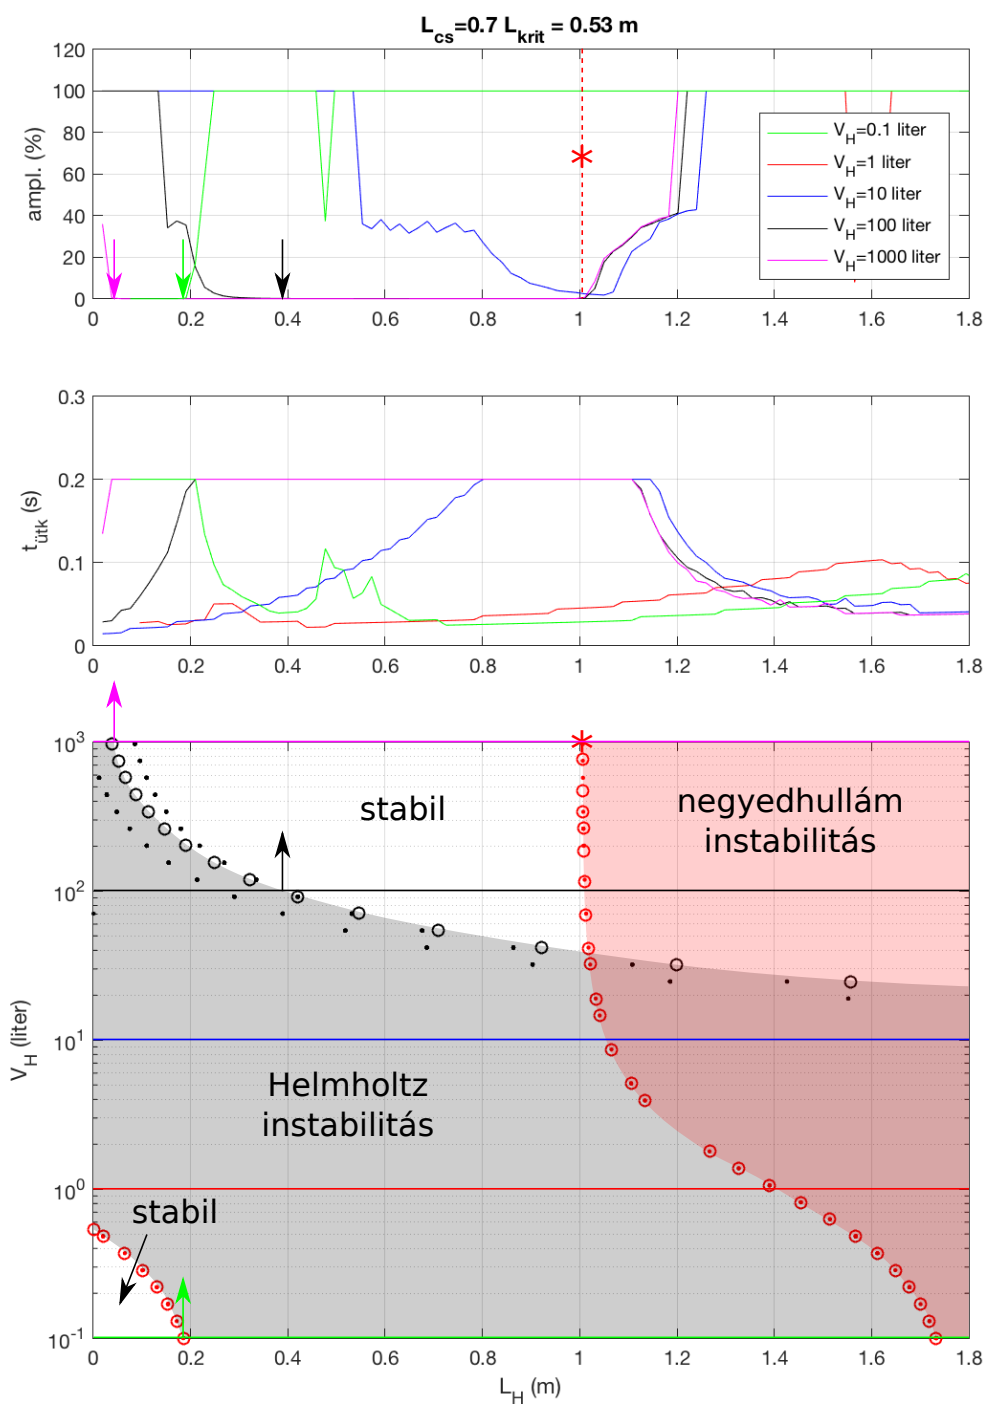 L_cs=0.7 L_krit = 0.53 m
120
100
80
60
40
20
0
ampl. (%)
V_H=0.1 liter
V_H=1 liter
V_H=10 liter
V_H=100 liter
V_H=1000 liter
0 0.2 0.4 0.6 0.8 1 1.2 1.4 1.6 1.8
0.3
0.2
0.1
0
t_ütk (s)
0 0.2 0.4 0.6 0.8 1 1.2 1.4 1.6 1.8
10^3
10^2
10^1
10^0
10^-1
V_H (liter)
stabil
negyedhullám
instabilitás
Helmholtz
instabilitás
stabil
0 0.2 0.4 0.6 0.8 1 1.2 1.4 1.6 1.8
L_H (m)